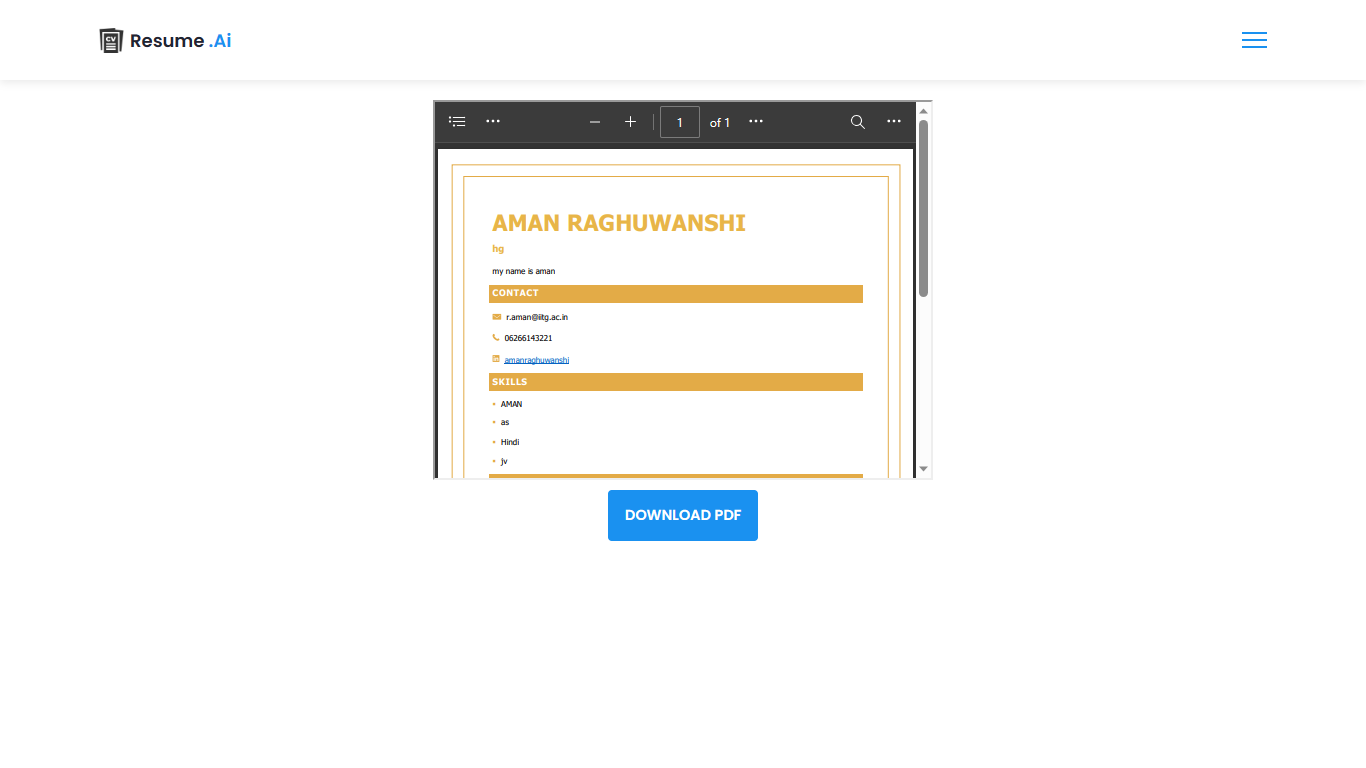 CV Resume .Ai
1 of 1
AMAN RAGHUWANSHI
hg
my name is aman
CONTACT
r.aman@iitg.ac.in
06266143221
in amanraghuwanshi
SKILLS
• AMAN
• as
• Hindi
• jv
DOWNLOAD PDF